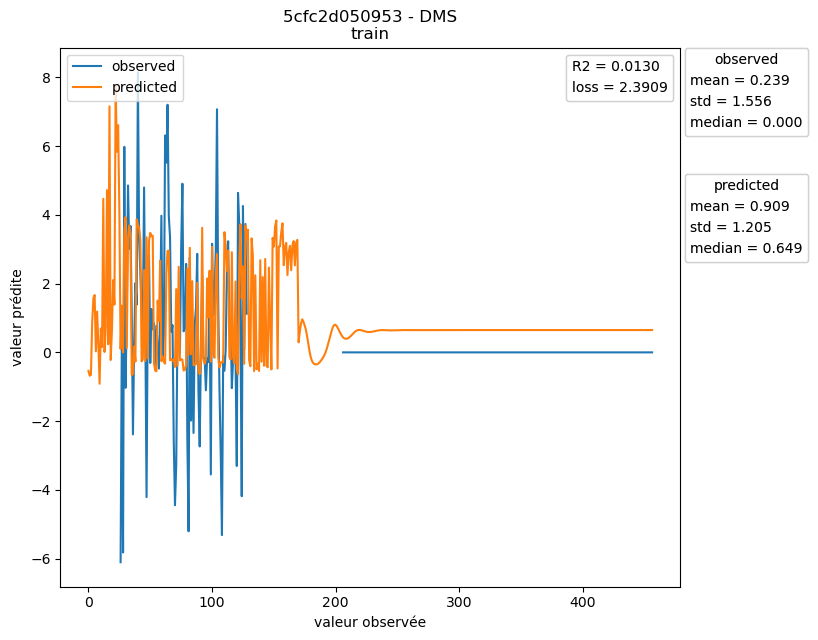 5cfc2d050953 - DMS
train
observed
predicted
R2 = 0.0130
loss = 2.3909
observed
mean = 0.239
std = 1.556
median = 0.000
predicted
mean = 0.909
std = 1.205
median = 0.649
valeur prédite
8
6
4
2
0
−2
−4
−6
0
100
200
300
400
valeur observée